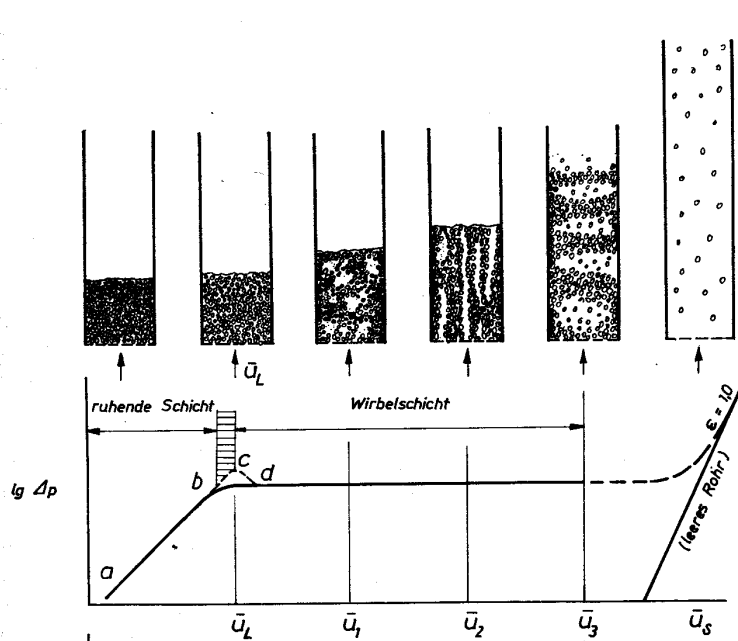 ū_L
ruhende Schicht
Wirbelschicht
ε = 1,0
(leeres Rohr)
lg Δp
a
b
c
d
ū_L
ū_1
ū_2
ū_3
ū_s